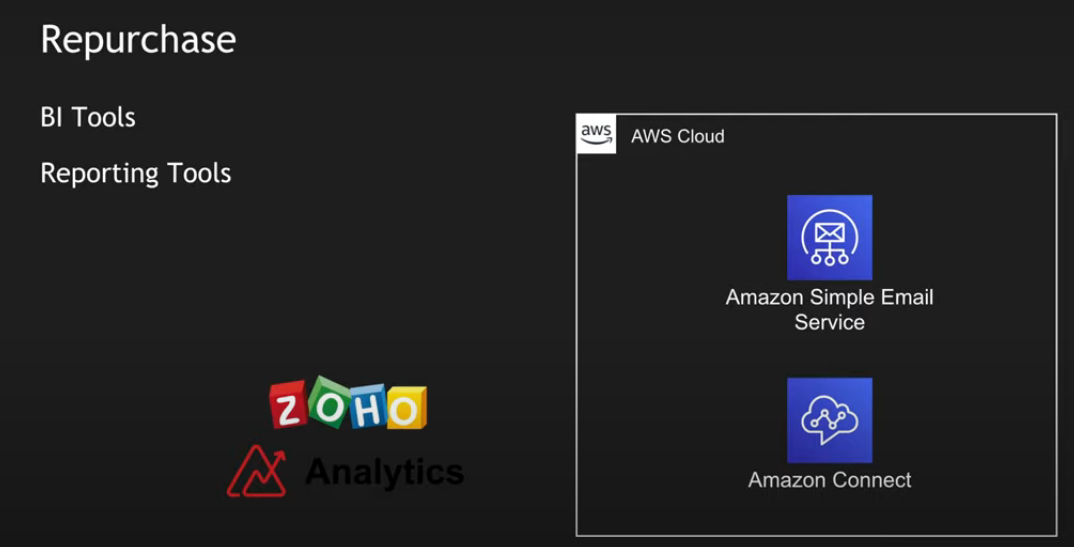 Repurchase
BI Tools
Reporting Tools
aws
AWS Cloud
Amazon Simple Email
Service
ZOHO
Analytics
Amazon Connect